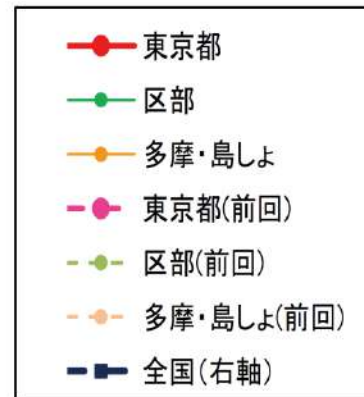 東京都
区部
多摩・島しょ
東京都(前回)
区部(前回)
多摩・島しょ(前回)
全国(右軸)